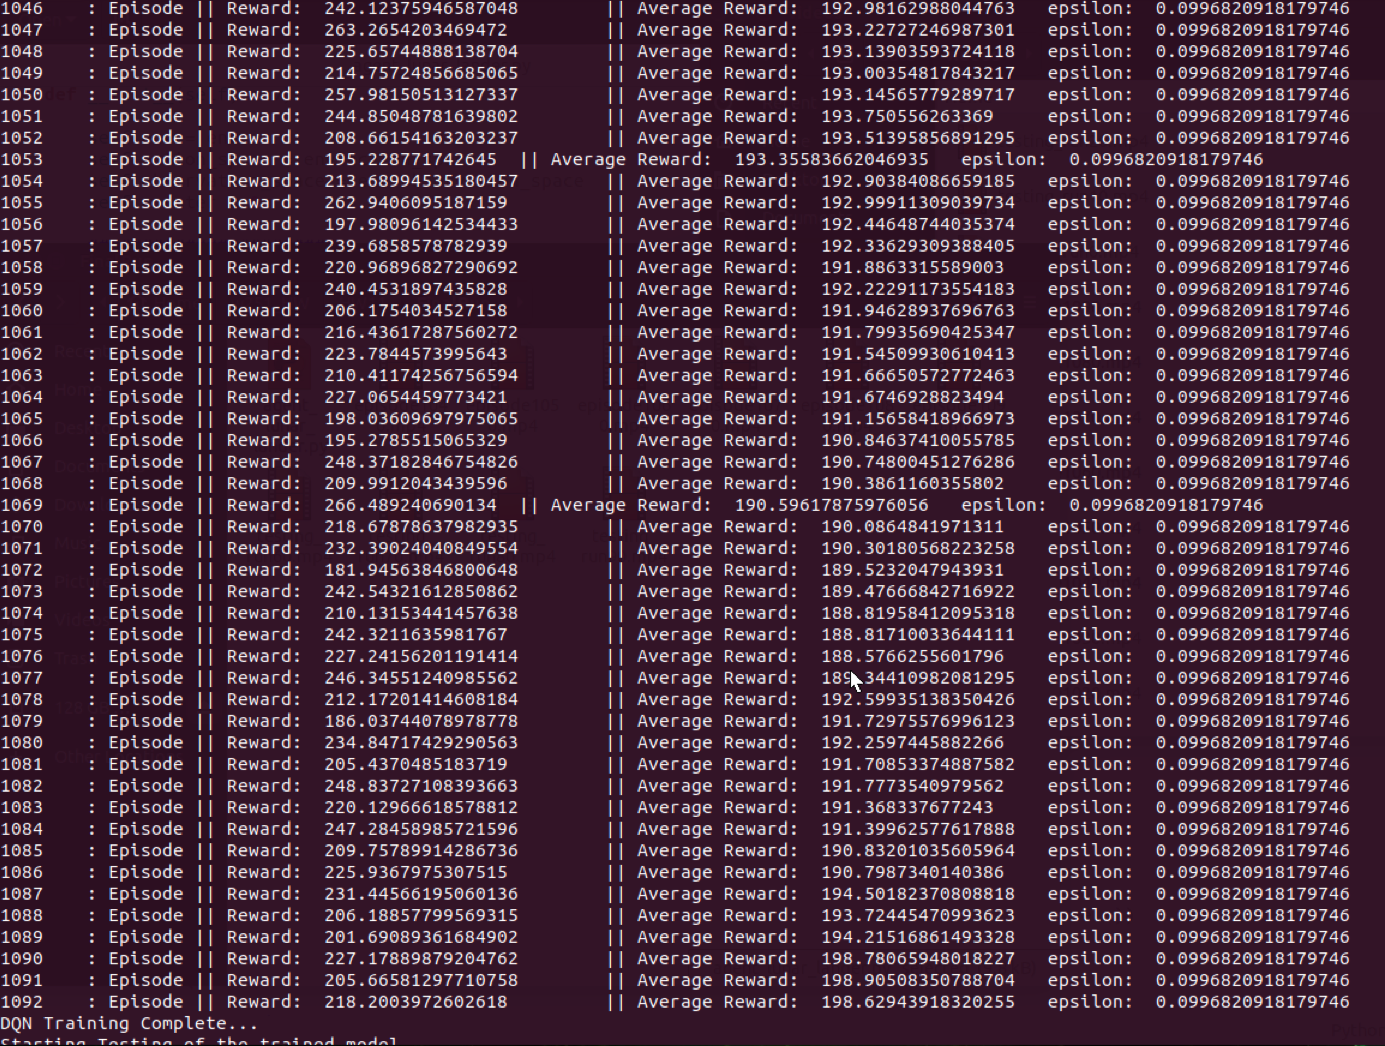 1046 : Episode || Reward: 242.12375946587048 || Average Reward: 192.98162988044763 epsilon: 0.0996820918179746
1047 : Episode || Reward: 263.2654203469472 || Average Reward: 193.22727246987301 epsilon: 0.0996820918179746
1048 : Episode || Reward: 225.65744888138704 || Average Reward: 193.13903593724118 epsilon: 0.0996820918179746
1049 : Episode || Reward: 214.75724856685065 || Average Reward: 193.00354817843217 epsilon: 0.0996820918179746
1050 : Episode || Reward: 257.98150513127337 || Average Reward: 193.14565779289717 epsilon: 0.0996820918179746
1051 : Episode || Reward: 244.85048781639802 || Average Reward: 193.750556263369 epsilon: 0.0996820918179746
1052 : Episode || Reward: 208.66154163203237 || Average Reward: 193.51395856891295 epsilon: 0.0996820918179746
1053 : Episode || Reward: 195.228771742645 || Average Reward: 193.35583662046935 epsilon: 0.0996820918179746
1054 : Episode || Reward: 213.68994535180457 || Average Reward: 192.90384086659185 epsilon: 0.0996820918179746
1055 : Episode || Reward: 262.9406095187159 || Average Reward: 192.99911309039734 epsilon: 0.0996820918179746
1056 : Episode || Reward: 197.98096142534433 || Average Reward: 192.44648744035374 epsilon: 0.0996820918179746
1057 : Episode || Reward: 239.6858578782939 || Average Reward: 192.33629309388405 epsilon: 0.0996820918179746
1058 : Episode || Reward: 220.96896827290692 || Average Reward: 191.8863315589003 epsilon: 0.0996820918179746
1059 : Episode || Reward: 240.4531897435828 || Average Reward: 192.22291173554183 epsilon: 0.0996820918179746
1060 : Episode || Reward: 206.1754034527158 || Average Reward: 191.94628937696763 epsilon: 0.0996820918179746
1061 : Episode || Reward: 216.43617287560272 || Average Reward: 191.79935690425347 epsilon: 0.0996820918179746
1062 : Episode || Reward: 223.7844573995643 || Average Reward: 191.54509930610413 epsilon: 0.0996820918179746
1063 : Episode || Reward: 210.41174256756594 || Average Reward: 191.66650572772463 epsilon: 0.0996820918179746
1064 : Episode || Reward: 227.0654459773421 || Average Reward: 191.6746928823494 epsilon: 0.0996820918179746
1065 : Episode || Reward: 198.03609697975065 || Average Reward: 191.15658418966973 epsilon: 0.0996820918179746
1066 : Episode || Reward: 195.2785515065329 || Average Reward: 190.84637410055785 epsilon: 0.0996820918179746
1067 : Episode || Reward: 248.37182846754826 || Average Reward: 190.74800451276286 epsilon: 0.0996820918179746
1068 : Episode || Reward: 209.9912043439596 || Average Reward: 190.3861160355802 epsilon: 0.0996820918179746
1069 : Episode || Reward: 266.489240690134 || Average Reward: 190.59617875976056 epsilon: 0.0996820918179746
1070 : Episode || Reward: 218.67878637982935 || Average Reward: 190.0864841971311 epsilon: 0.0996820918179746
1071 : Episode || Reward: 232.39024040849554 || Average Reward: 190.30180568223258 epsilon: 0.0996820918179746
1072 : Episode || Reward: 181.94563846800648 || Average Reward: 189.5232047943931 epsilon: 0.0996820918179746
1073 : Episode || Reward: 242.54321612850862 || Average Reward: 189.47666842716922 epsilon: 0.0996820918179746
1074 : Episode || Reward: 210.13153441457638 || Average Reward: 188.81958412095318 epsilon: 0.0996820918179746
1075 : Episode || Reward: 242.3211635981767 || Average Reward: 188.81710033644111 epsilon: 0.0996820918179746
1076 : Episode || Reward: 227.24156201191414 || Average Reward: 188.5766255601796 epsilon: 0.0996820918179746
1077 : Episode || Reward: 246.34551240985562 || Average Reward: 189.34410982081295 epsilon: 0.0996820918179746
1078 : Episode || Reward: 212.17201414608184 || Average Reward: 192.59935138350426 epsilon: 0.0996820918179746
1079 : Episode || Reward: 186.03744078978778 || Average Reward: 191.72975576996123 epsilon: 0.0996820918179746
1080 : Episode || Reward: 234.84717429290563 || Average Reward: 192.2597445882266 epsilon: 0.0996820918179746
1081 : Episode || Reward: 205.4370485183719 || Average Reward: 191.70853374887582 epsilon: 0.0996820918179746
1082 : Episode || Reward: 248.83727108393663 || Average Reward: 191.7773540979562 epsilon: 0.0996820918179746
1083 : Episode || Reward: 220.12966618578812 || Average Reward: 191.368337677243 epsilon: 0.0996820918179746
1084 : Episode || Reward: 247.28458985721596 || Average Reward: 191.39962577617888 epsilon: 0.0996820918179746
1085 : Episode || Reward: 209.75789914286736 || Average Reward: 190.83201035605964 epsilon: 0.0996820918179746
1086 : Episode || Reward: 225.9367975307515 || Average Reward: 190.7987340140386 epsilon: 0.0996820918179746
1087 : Episode || Reward: 231.44566195060136 || Average Reward: 194.50182370808818 epsilon: 0.0996820918179746
1088 : Episode || Reward: 206.18857799569315 || Average Reward: 193.72445470993623 epsilon: 0.0996820918179746
1089 : Episode || Reward: 201.69089361684902 || Average Reward: 194.21516861493328 epsilon: 0.0996820918179746
1090 : Episode || Reward: 227.17889879204762 || Average Reward: 198.78065948018227 epsilon: 0.0996820918179746
1091 : Episode || Reward: 205.66581297710758 || Average Reward: 198.90508350788704 epsilon: 0.0996820918179746
1092 : Episode || Reward: 218.2003972602618 || Average Reward: 198.62943918320255 epsilon: 0.0996820918179746
DQN Training Complete...
Starting Testing of the trained model